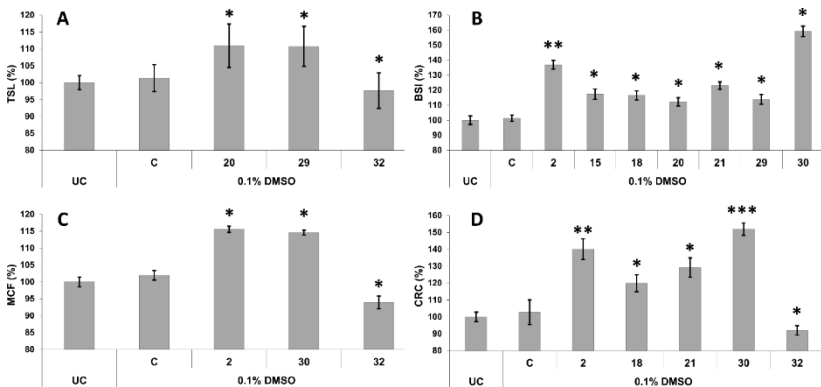 A
TSL (%)
120
115
110
105
100
95
90
85
80
* * *
C 20 29 32
UC 0.1% DMSO
B
BSI (%)
170
160
150
140
130
120
110
100
90
80
** * * * * * *
C 2 15 18 20 21 29 30
UC 0.1% DMSO
C
MCF (%)
120
115
110
105
100
95
90
85
80
* * *
C 2 30 32
UC 0.1% DMSO
D
CRC (%)
160
150
140
130
120
110
100
90
80
** * * *** *
C 2 18 21 30 32
UC 0.1% DMSO